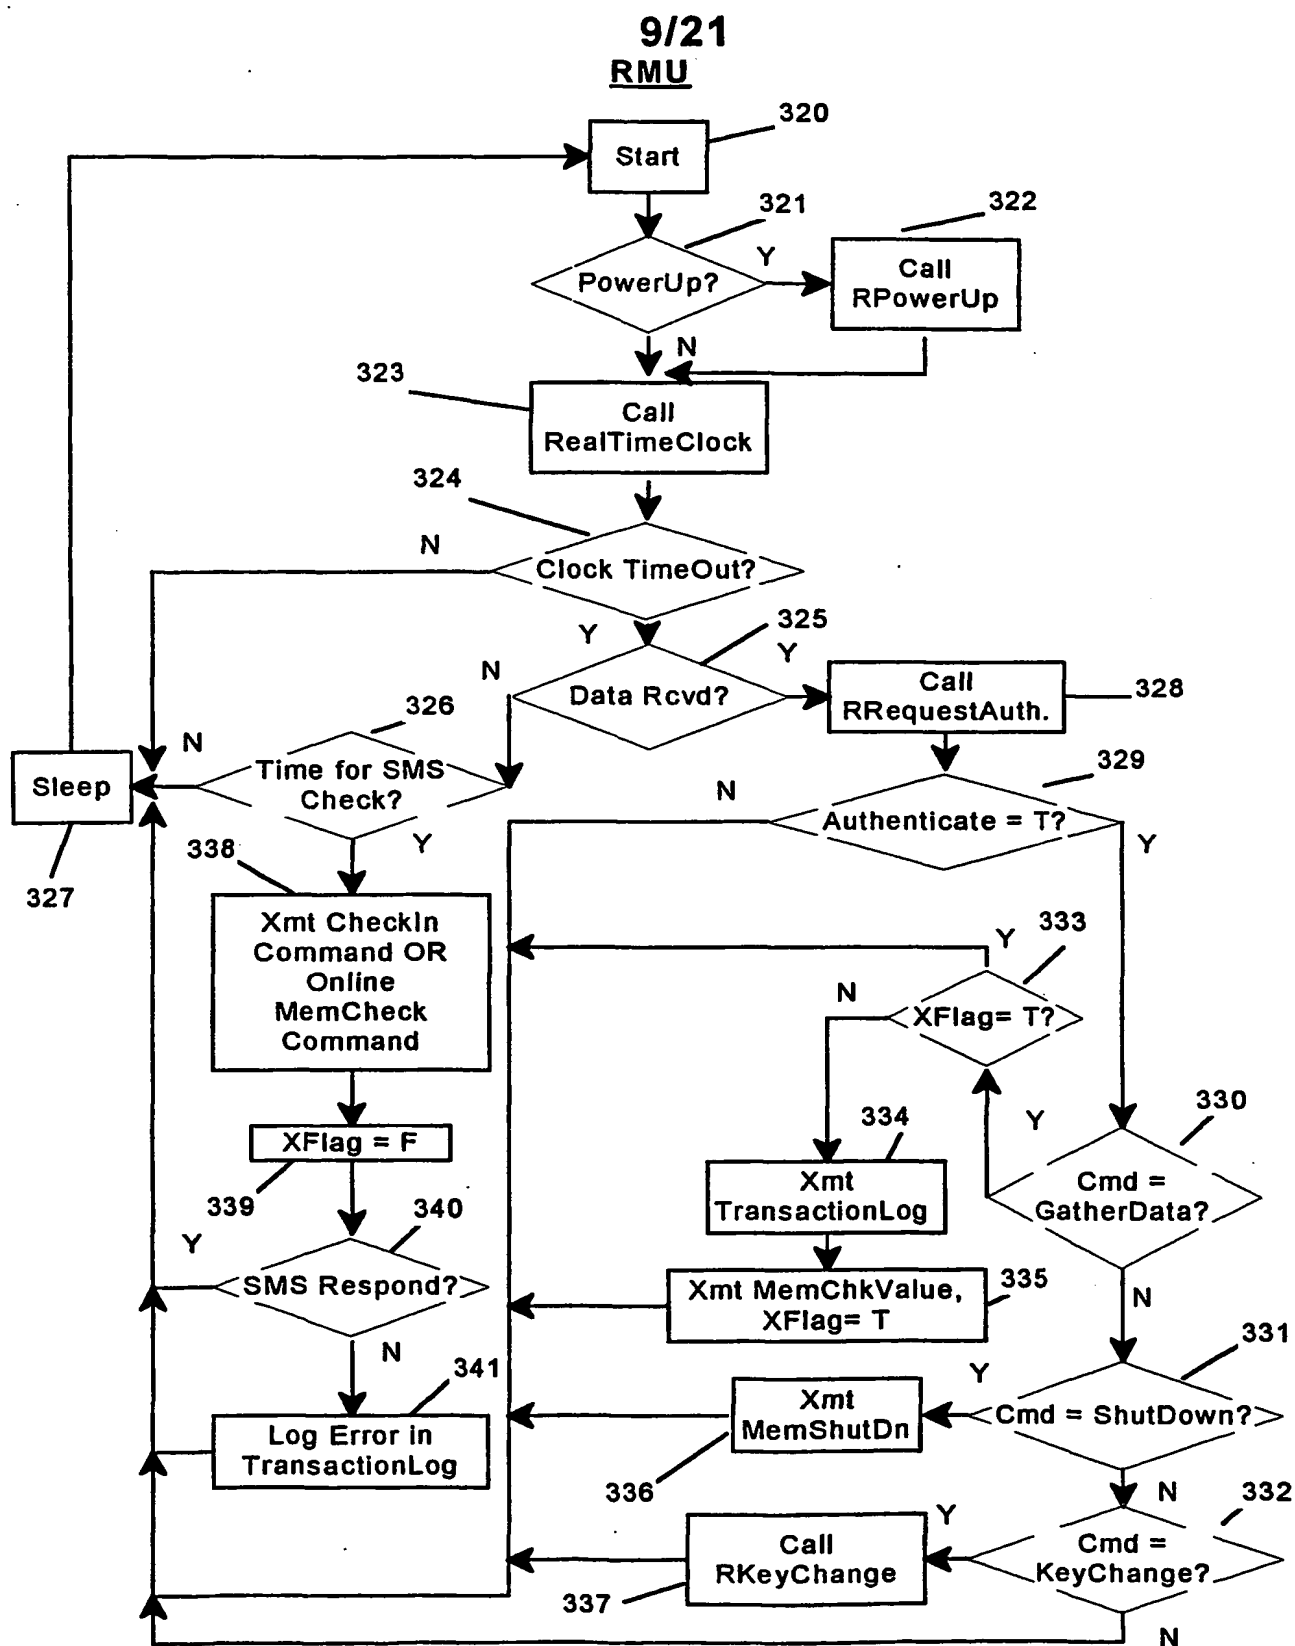 9/21
RMU
320
Start
321
322
PowerUp?
Y
Call
RPowerUp
N
323
Call
RealTimeClock
324
N
Clock TimeOut?
Y
325
Y
N
Data Rcvd?
Call
RRequestAuth.
328
326
N
Time for SMS
Check?
Sleep
327
Y
329
N
Authenticate = T?
Y
338
Xmt CheckIn
Command OR
Online
MemCheck
Command
333
Y
N
XFlag= T?
XFlag = F
339
334
Y
330
Xmt
TransactionLog
Cmd =
GatherData?
340
Y
SMS Respond?
Xmt MemChkValue,
XFlag= T
335
N
N
331
341
Log Error in
TransactionLog
Y
Xmt
MemShutDn
Cmd = ShutDown?
336
N
332
Y
Call
RKeyChange
Cmd =
KeyChange?
337
N